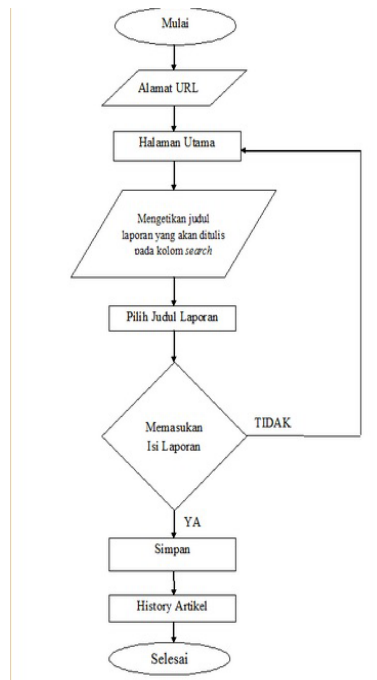 Mulai
Alamat URL
Halaman Utama
Mengetikan judul
laporan yang akan ditulis
pada kolom search
Pilih Judul Laporan
Memasukan
Isi Laporan
TIDAK
YA
Simpan
History Artikel
Selesai